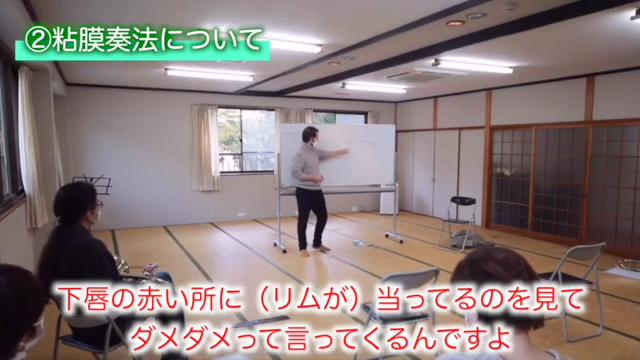 ②粘膜奏法について
下唇の赤い所に（リムが）当ってるのを見て
ダメダメって言ってくるんですよ